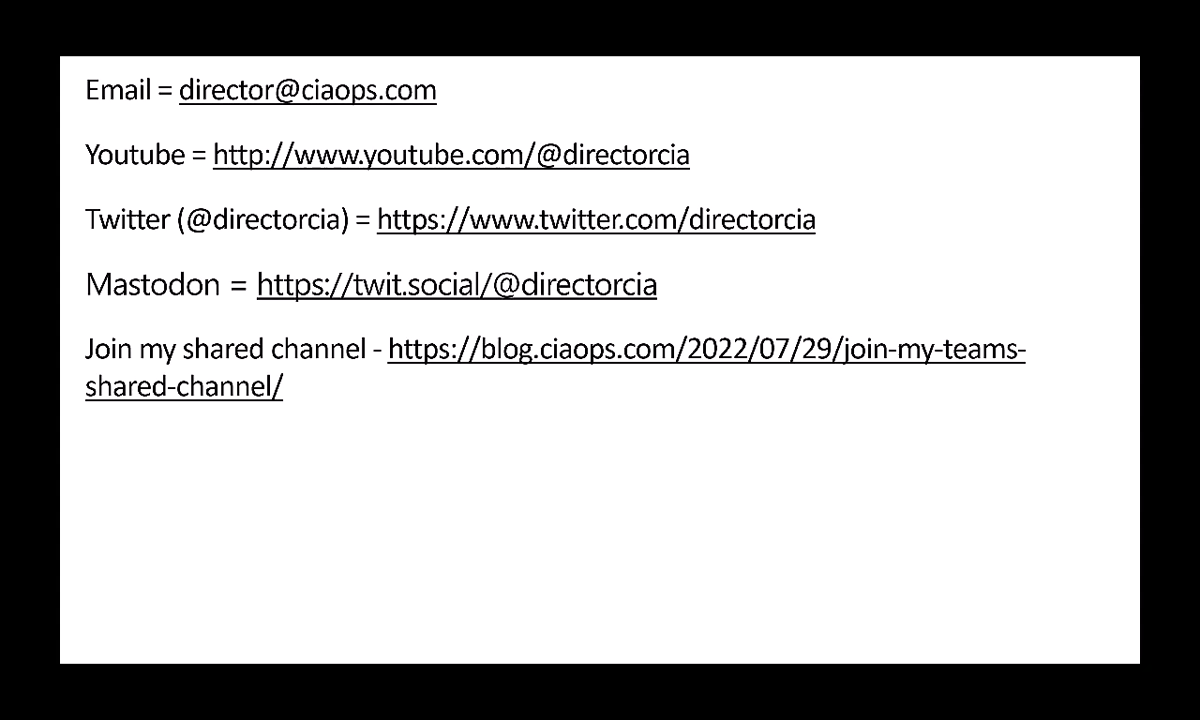 Email = director@ciaops.com
Youtube = http://www.youtube.com/@directorcia
Twitter (@directorcia) = https://www.twitter.com/directorcia
Mastodon = https://twit.social/@directorcia
Join my shared channel - https://blog.ciaops.com/2022/07/29/join-my-teams-
shared-channel/